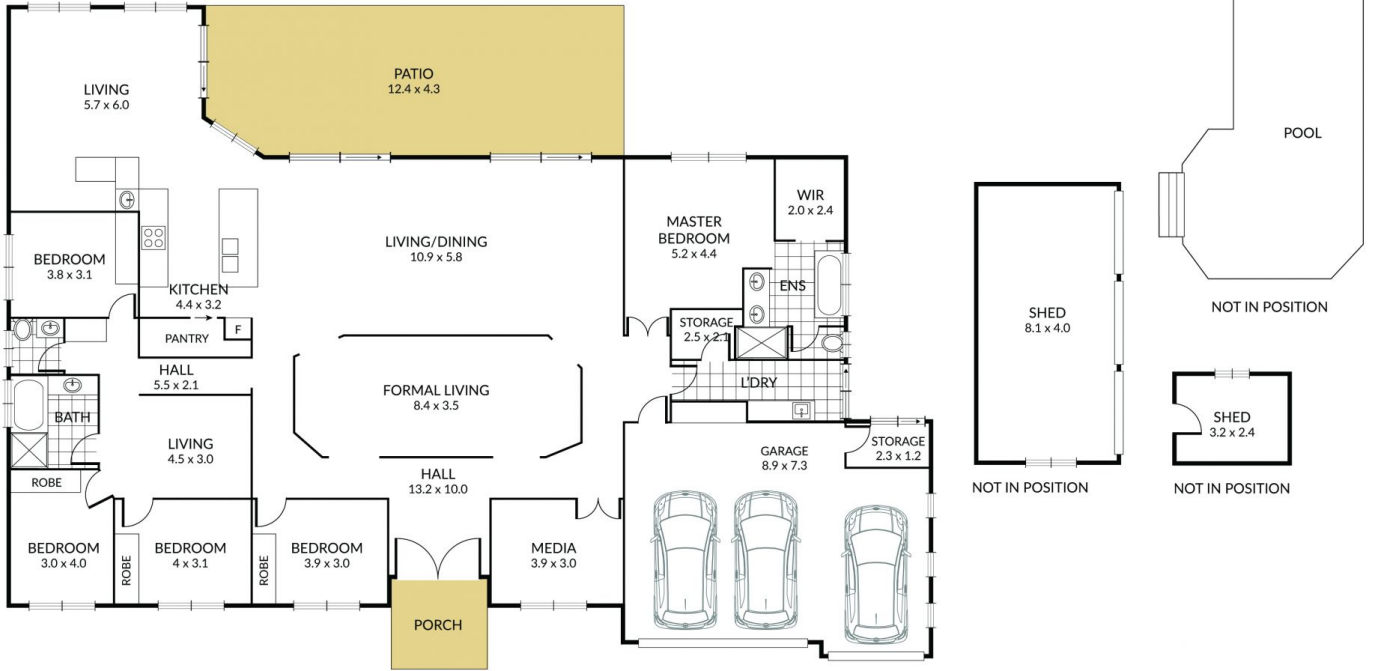 PATIO
12.4 x 4.3
LIVING
5.7 x 6.0
POOL
WIR
2.0 x 2.4
MASTER
BEDROOM
5.2 x 4.4
LIVING/DINING
10.9 x 5.8
BEDROOM
3.8 x 3.1
ENS
KITCHEN
4.4 x 3.2
NOT IN POSITION
SHED
8.1 x 4.0
STORAGE
2.5 x 2.1
F
PANTRY
HALL
5.5 x 2.1
L'DRY
FORMAL LIVING
8.4 x 3.5
BATH
SHED
3.2 x 2.4
LIVING
4.5 x 3.0
STORAGE
2.3 x 1.2
GARAGE
8.9 x 7.3
HALL
13.2 x 10.0
ROBE
NOT IN POSITION
NOT IN POSITION
BEDROOM
3.0 x 4.0
ROBE
BEDROOM
4 x 3.1
ROBE
BEDROOM
3.9 x 3.0
MEDIA
3.9 x 3.0
PORCH